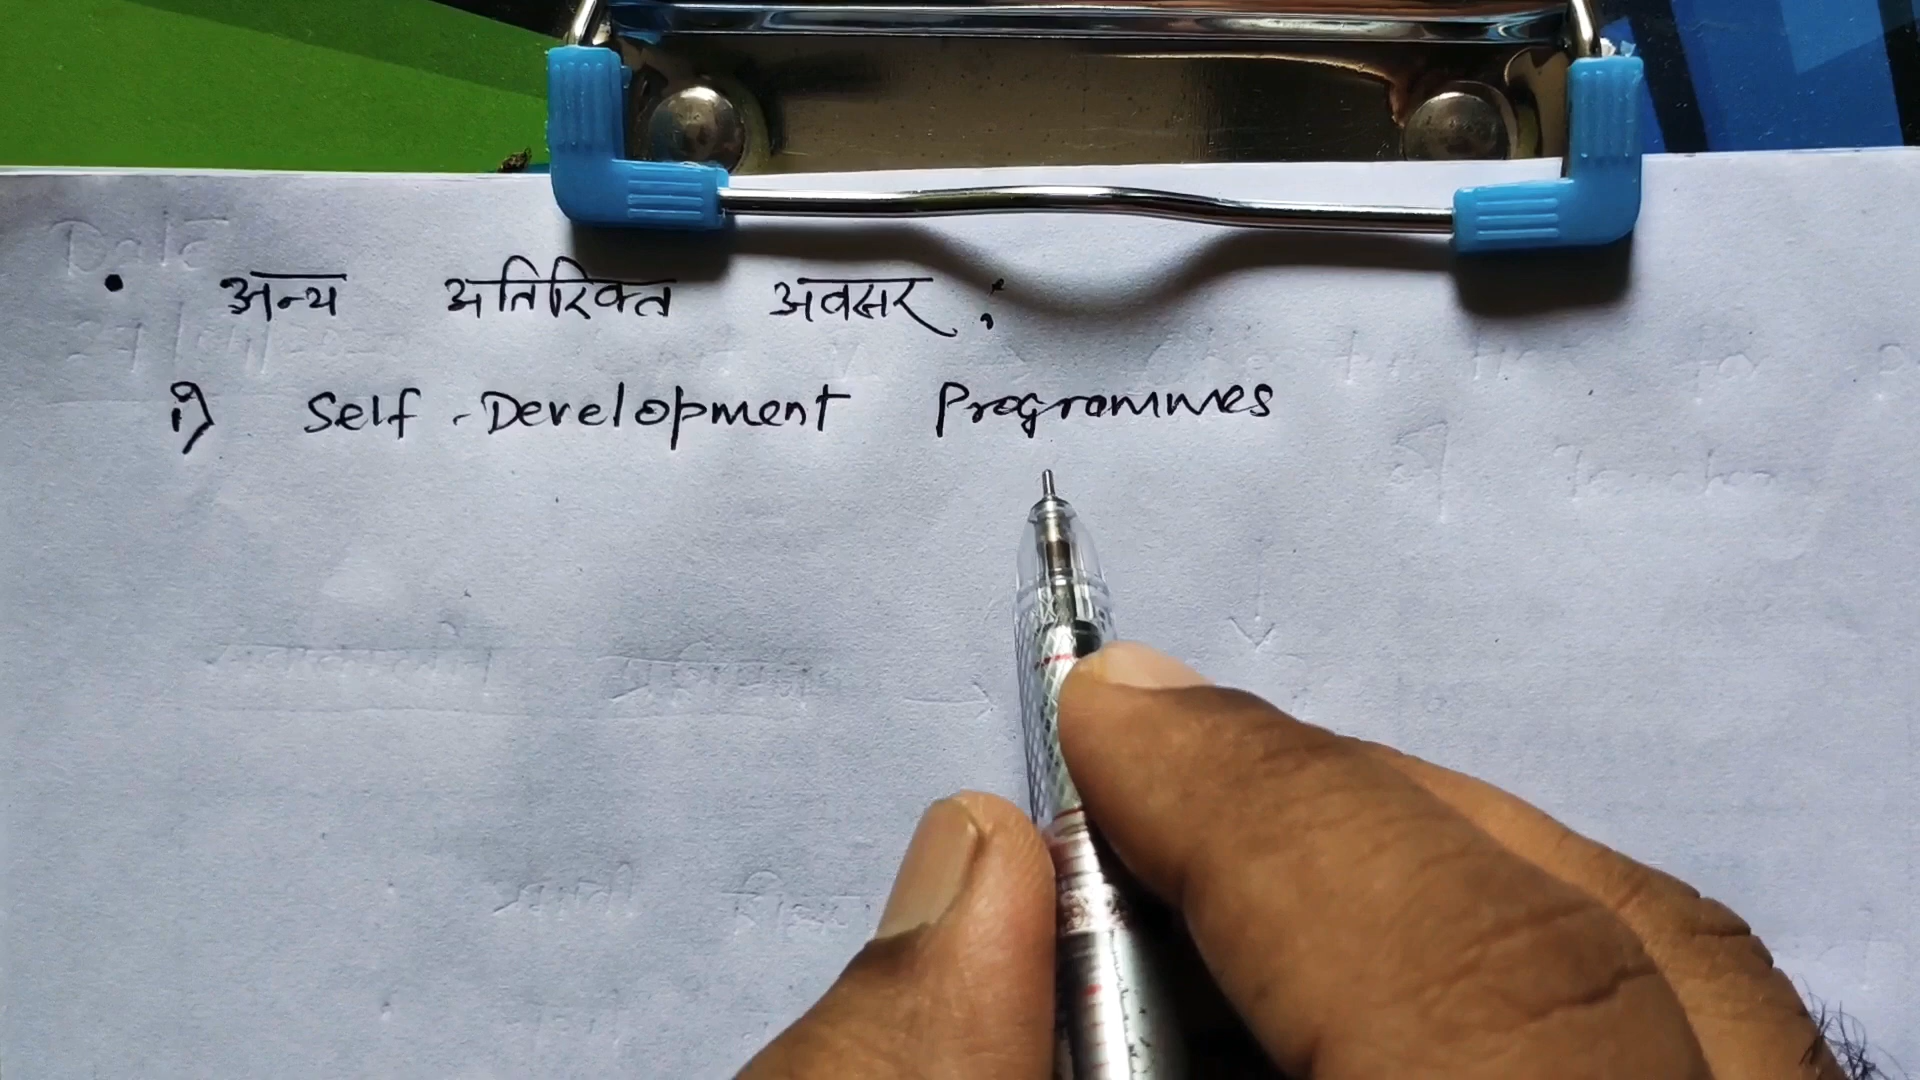 • अन्य अतिरिक्त अवसर :
i) Self-Development Programmes